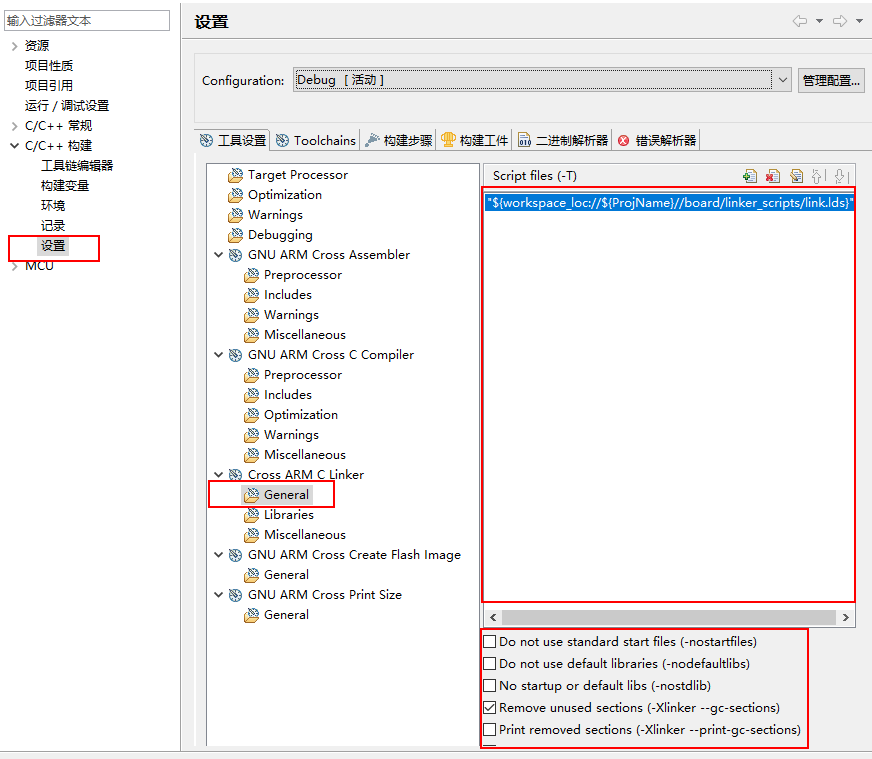 输入过滤器文本
资源
项目性质
项目引用
运行 / 调试设置
C/C++ 常规
C/C++ 构建
工具链编辑器
构建变量
环境
记录
设置
MCU
设置
Configuration:
Debug [ 活动 ]
管理配置...
工具设置
Toolchains
构建步骤
构建工件
二进制解析器
错误解析器
Target Processor
Optimization
Warnings
Debugging
GNU ARM Cross Assembler
Preprocessor
Includes
Warnings
Miscellaneous
GNU ARM Cross C Compiler
Preprocessor
Includes
Optimization
Warnings
Miscellaneous
Cross ARM C Linker
General
Libraries
Miscellaneous
GNU ARM Cross Create Flash Image
General
GNU ARM Cross Print Size
General
Script files (-T)
"${workspace_loc://${ProjName}//board/linker_scripts/link.lds}"
Do not use standard start files (-nostartfiles)
Do not use default libraries (-nodefaultlibs)
No startup or default libs (-nostdlib)
Remove unused sections (-Xlinker --gc-sections)
Print removed sections (-Xlinker --print-gc-sections)